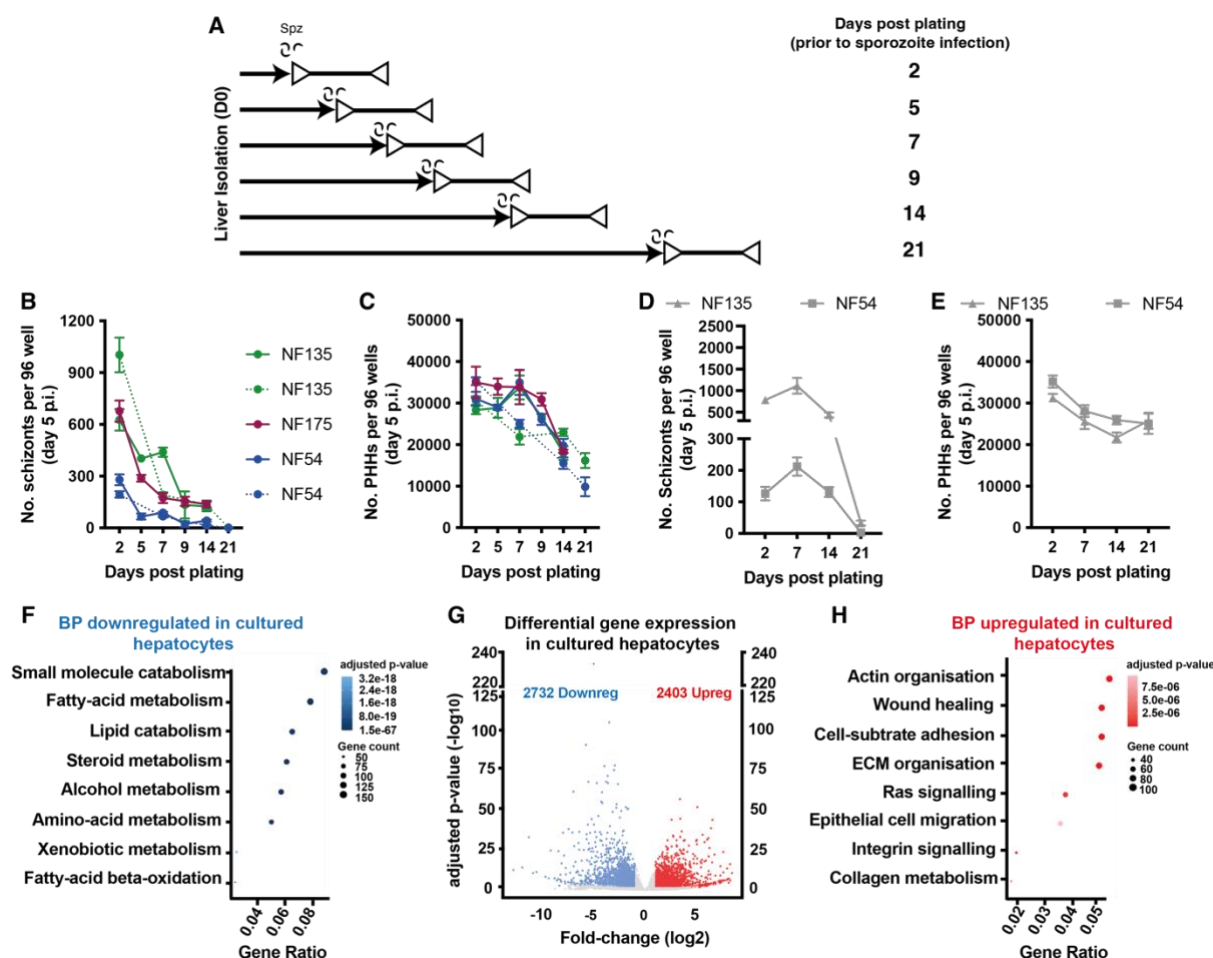 A
Spz
Liver Isolation (D0)
Days post plating
(prior to sporozoite infection)
2
5
7
9
14
21
B
No. schizonts per 96 well
(day 5 p.i.)
1200
900
600
300
0
2 5 7 9 14 21
Days post plating
NF135
NF135
NF175
NF54
NF54
C
No. PHHs per 96 wells
(day 5 p.i.)
50000
40000
30000
20000
10000
0
2 5 7 9 14 21
Days post plating
D
NF135 NF54
No. Schizonts per 96 well
(day 5 p.i.)
2500
2000
1500
1000
500
300
200
100
0
2 7 14 21
Days post plating
E
NF135 NF54
No. PHHs per 96 wells
(day 5 p.i.)
50000
40000
30000
20000
10000
0
2 7 14 21
Days post plating
F
BP downregulated in cultured
hepatocytes
Small molecule catabolism
Fatty-acid metabolism
Lipid catabolism
Steroid metabolism
Alcohol metabolism
Amino-acid metabolism
Xenobiotic metabolism
Fatty-acid beta-oxidation
0.04 0.06 0.08
Gene Ratio
adjusted p-value
3.2e-18
2.4e-18
1.6e-18
8.0e-19
1.5e-67
Gene count
50
75
100
125
150
G
Differential gene expression
in cultured hepatocytes
adjusted p-value (-log10)
240
220
125
100
75
50
25
0
2732 Downreg
2403 Upreg
240
220
125
100
75
50
25
0
-10 -5 0 5
Fold-change (log2)
H
BP upregulated in cultured
hepatocytes
Actin organisation
Wound healing
Cell-subtrate adhesion
ECM organisation
Ras signalling
Epithelial cell migration
Integrin signalling
Collagen metabolism
0.02 0.03 0.04 0.05
Gene Ratio
adjusted p-value
7.5e-06
5.0e-06
2.5e-06
Gene count
40
60
80
100